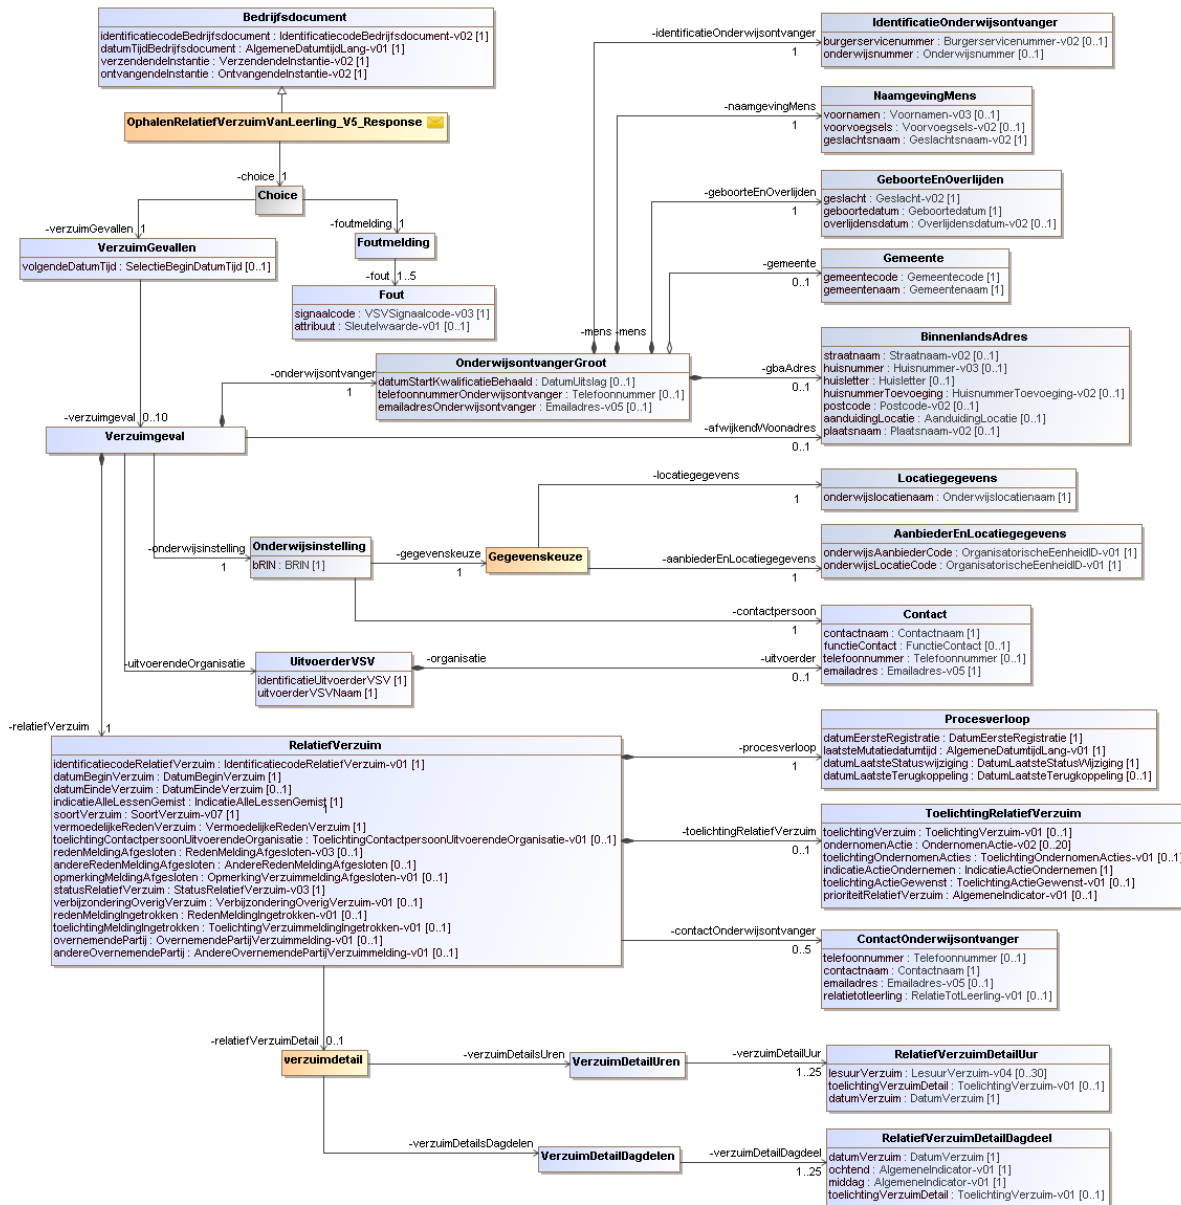 Bedrijfsdocument
identificatiecodeBedrijfsdocument : IdentificatiecodeBedrijfsdocument-v02 [1]
datumTijdBedrijfsdocument : AlgemeneDatumtijdLang-v01 [1]
verzendendeInstantie : VerzendendeInstantie-v02 [1]
ontvangendeInstantie : OntvangendeInstantie-v02 [1]
OphalenRelatiefVerzuimVanLeerling_V5_Response
-choice 1
Choice
-verzuimGevallen 1
-foutmelding 1
VerzuimGevallen
volgendeDatumTijd : SelectieBeginDatumTijd [0..1]
Foutmelding
-fout 1..5
Fout
signaalcode : VSVSignaalcode-v03 [1]
attribuut : Sleutelwaarde-v01 [0..1]
-identificatieOnderwijsontvanger
1
IdentificatieOnderwijsontvanger
burgerservicenummer : Burgerservicenummer-v02 [0..1]
onderwijsnummer : Onderwijsnummer [0..1]
-naamgevingMens
1
NaamgevingMens
voornamen : Voornamen-v03 [0..1]
voorvoegsels : Voorvoegsels-v02 [0..1]
geslachtsnaam : Geslachtsnaam-v02 [1]
-geboorteEnOverlijden
1
GeboorteEnOverlijden
geslacht : Geslacht-v02 [1]
geboortedatum : Geboortedatum [1]
overlijdensdatum : Overlijdensdatum-v02 [0..1]
-gemeente
0..1
Gemeente
gemeentecode : Gemeentecode [1]
gemeentenaam : Gemeentenaam [1]
-mens
-mens
-onderwijsontvanger
1
OnderwijsontvangerGroot
datumStartKwalificatieBehaald : DatumUitslag [0..1]
telefoonnummerOnderwijsontvanger : Telefoonnummer [0..1]
emailadresOnderwijsontvanger : Emailadres-v05 [0..1]
-gbaAdres
0..1
BinnenlandsAdres
straatnaam : Straatnaam-v02 [0..1]
huisnummer : Huisnummer-v03 [0..1]
huisletter : Huisletter [0..1]
huisnummerToevoeging : HuisnummerToevoeging-v02 [0..1]
postcode : Postcode-v02 [0..1]
aanduidingLocatie : AanduidingLocatie [0..1]
plaatsnaam : Plaatsnaam-v02 [0..1]
-verzuimgeval 0..10
Verzuimgeval
-afwijkendWoonadres
0..1
-locatiegegevens
1
Locatiegegevens
onderwijslocatienaam : Onderwijslocatienaam [1]
-onderwijsinstelling
1
Onderwijsinstelling
bRIN : BRIN [1]
-gegevenskeuze
1
Gegevenskeuze
-aanbiederEnLocatiegegevens
1
AanbiederEnLocatiegegevens
onderwijsAanbiederCode : OrganisatorischeEenheidID-v01 [1]
onderwijsLocatieCode : OrganisatorischeEenheidID-v01 [1]
-contactpersoon
1
Contact
contactnaam : Contactnaam [1]
functieContact : FunctieContact [0..1]
telefoonnummer : Telefoonnummer [0..1]
emailadres : Emailadres-v05 [1]
-uitvoerendeOrganisatie
1
UitvoerderVSV
identificatieUitvoerderVSV [1]
uitvoerderVSVNaam [1]
-organisatie
-uitvoerder
0..1
-relatiefVerzuim 1
RelatiefVerzuim
identificatiecodeRelatiefVerzuim : IdentificatiecodeRelatiefVerzuim-v01 [1]
datumBeginVerzuim : DatumBeginVerzuim [1]
datumEindeVerzuim : DatumEindeVerzuim [0..1]
indicatieAlleLessenGemist : IndicatieAlleLessenGemist [1]
1
soortVerzuim : SoortVerzuim-v07 [1]
vermoedelijkeRedenVerzuim : VermoedelijkeRedenVerzuim [1]
toelichtingContactpersoonUitvoerendeOrganisatie : ToelichtingContactpersoonUitvoerendeOrganisatie-v01 [0..1]
redenMeldingAfgesloten : RedenMeldingAfgesloten-v03 [0..1]
andereRedenMeldingAfgesloten : AndereRedenMeldingAfgesloten [0..1]
opmerkingMeldingAfgesloten : OpmerkingVerzuimmeldingAfgesloten-v01 [0..1]
statusRelatiefVerzuim : StatusRelatiefVerzuim-v03 [1]
verbijzonderingOverigVerzuim : VerbijzonderingOverigVerzuim-v01 [0..1]
redenMeldingIngetrokken : RedenMeldingIngetrokken-v01 [0..1]
toelichtingMeldingIngetrokken : ToelichtingVerzuimmeldingIngetrokken-v01 [0..1]
overnemendePartij : OvernemendePartijVerzuimmelding-v01 [0..1]
andereOvernemendePartij : AndereOvernemendePartijVerzuimmelding-v01 [0..1]
-procesverloop
1
Procesverloop
datumEersteRegistratie : DatumEersteRegistratie [1]
laatsteMutatiedatumtijd : AlgemeneDatumtijdLang-v01 [1]
datumLaatsteStatuswijziging : DatumLaatsteStatusWijziging [1]
datumLaatsteTerugkoppeling : DatumLaatsteTerugkoppeling [0..1]
-toelichtingRelatiefVerzuim
0..1
ToelichtingRelatiefVerzuim
toelichtingVerzuim : ToelichtingVerzuim-v01 [0..1]
ondernomenActie : OndernomenActie-v02 [0..20]
toelichtingOndernomenActies : ToelichtingOndernomenActies-v01 [0..1]
indicatieActieOndernomen : IndicatieActieOndernomen [1]
toelichtingActieGewenst : ToelichtingActieGewenst-v01 [0..1]
prioriteitRelatiefVerzuim : AlgemeneIndicator-v01 [0..1]
-contactOnderwijsontvanger
0..5
ContactOnderwijsontvanger
telefoonnummer : Telefoonnummer [0..1]
contactnaam : Contactnaam [1]
emailadres : Emailadres-v05 [0..1]
relatietotleerling : RelatieTotLeerling-v01 [0..1]
-relatiefVerzuimDetail 0..1
verzuimdetail
-verzuimDetailsUren
VerzuimDetailUren
-verzuimDetailUur
1..25
RelatiefVerzuimDetailUur
lesuurVerzuim : LesuurVerzuim-v04 [0..30]
toelichtingVerzuimDetail : ToelichtingVerzuim-v01 [0..1]
datumVerzuim : DatumVerzuim [1]
-verzuimDetailsDagdelen
VerzuimDetailDagdelen
-verzuimDetailDagdeel
1..25
RelatiefVerzuimDetailDagdeel
datumVerzuim : DatumVerzuim [1]
ochtend : AlgemeneIndicator-v01 [1]
middag : AlgemeneIndicator-v01 [1]
toelichtingVerzuimDetail : ToelichtingVerzuim-v01 [0..1]